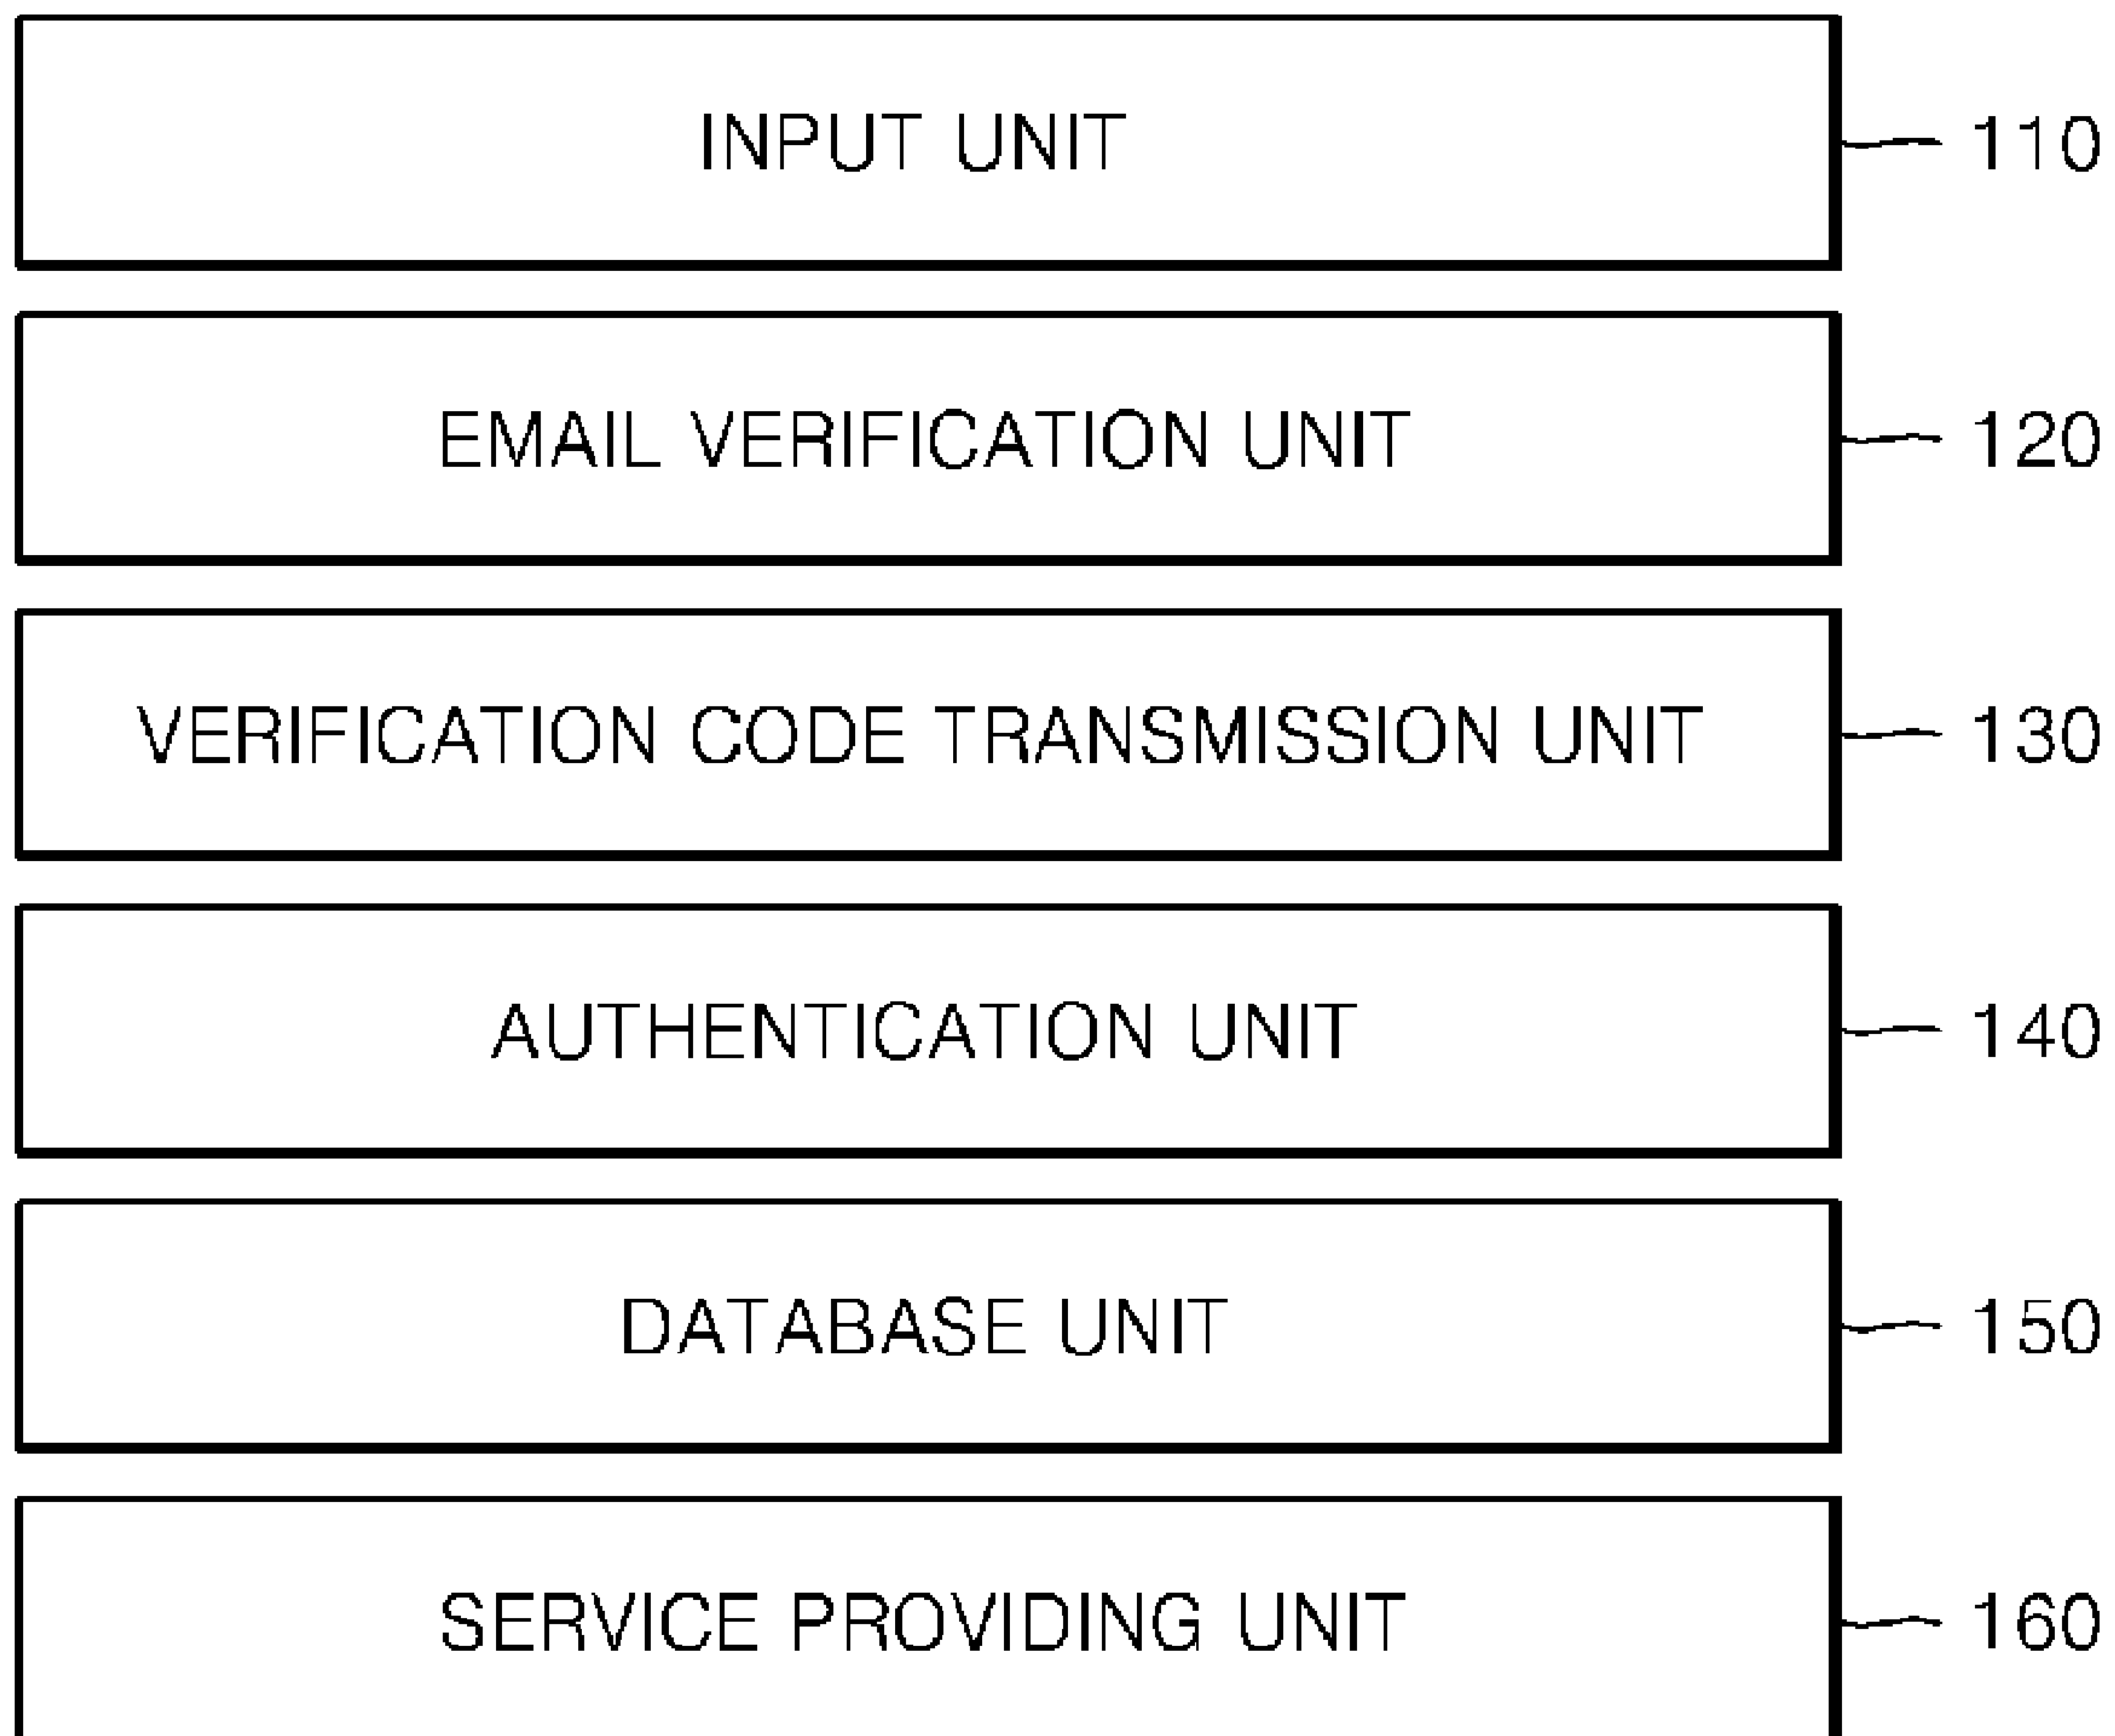 INPUT UNIT 110
EMAIL VERIFICATION UNIT 120
VERIFICATION CODE TRANSMISSION UNIT 130
AUTHENTICATION UNIT 140
DATABASE UNIT 150
SERVICE PROVIDING UNIT 160